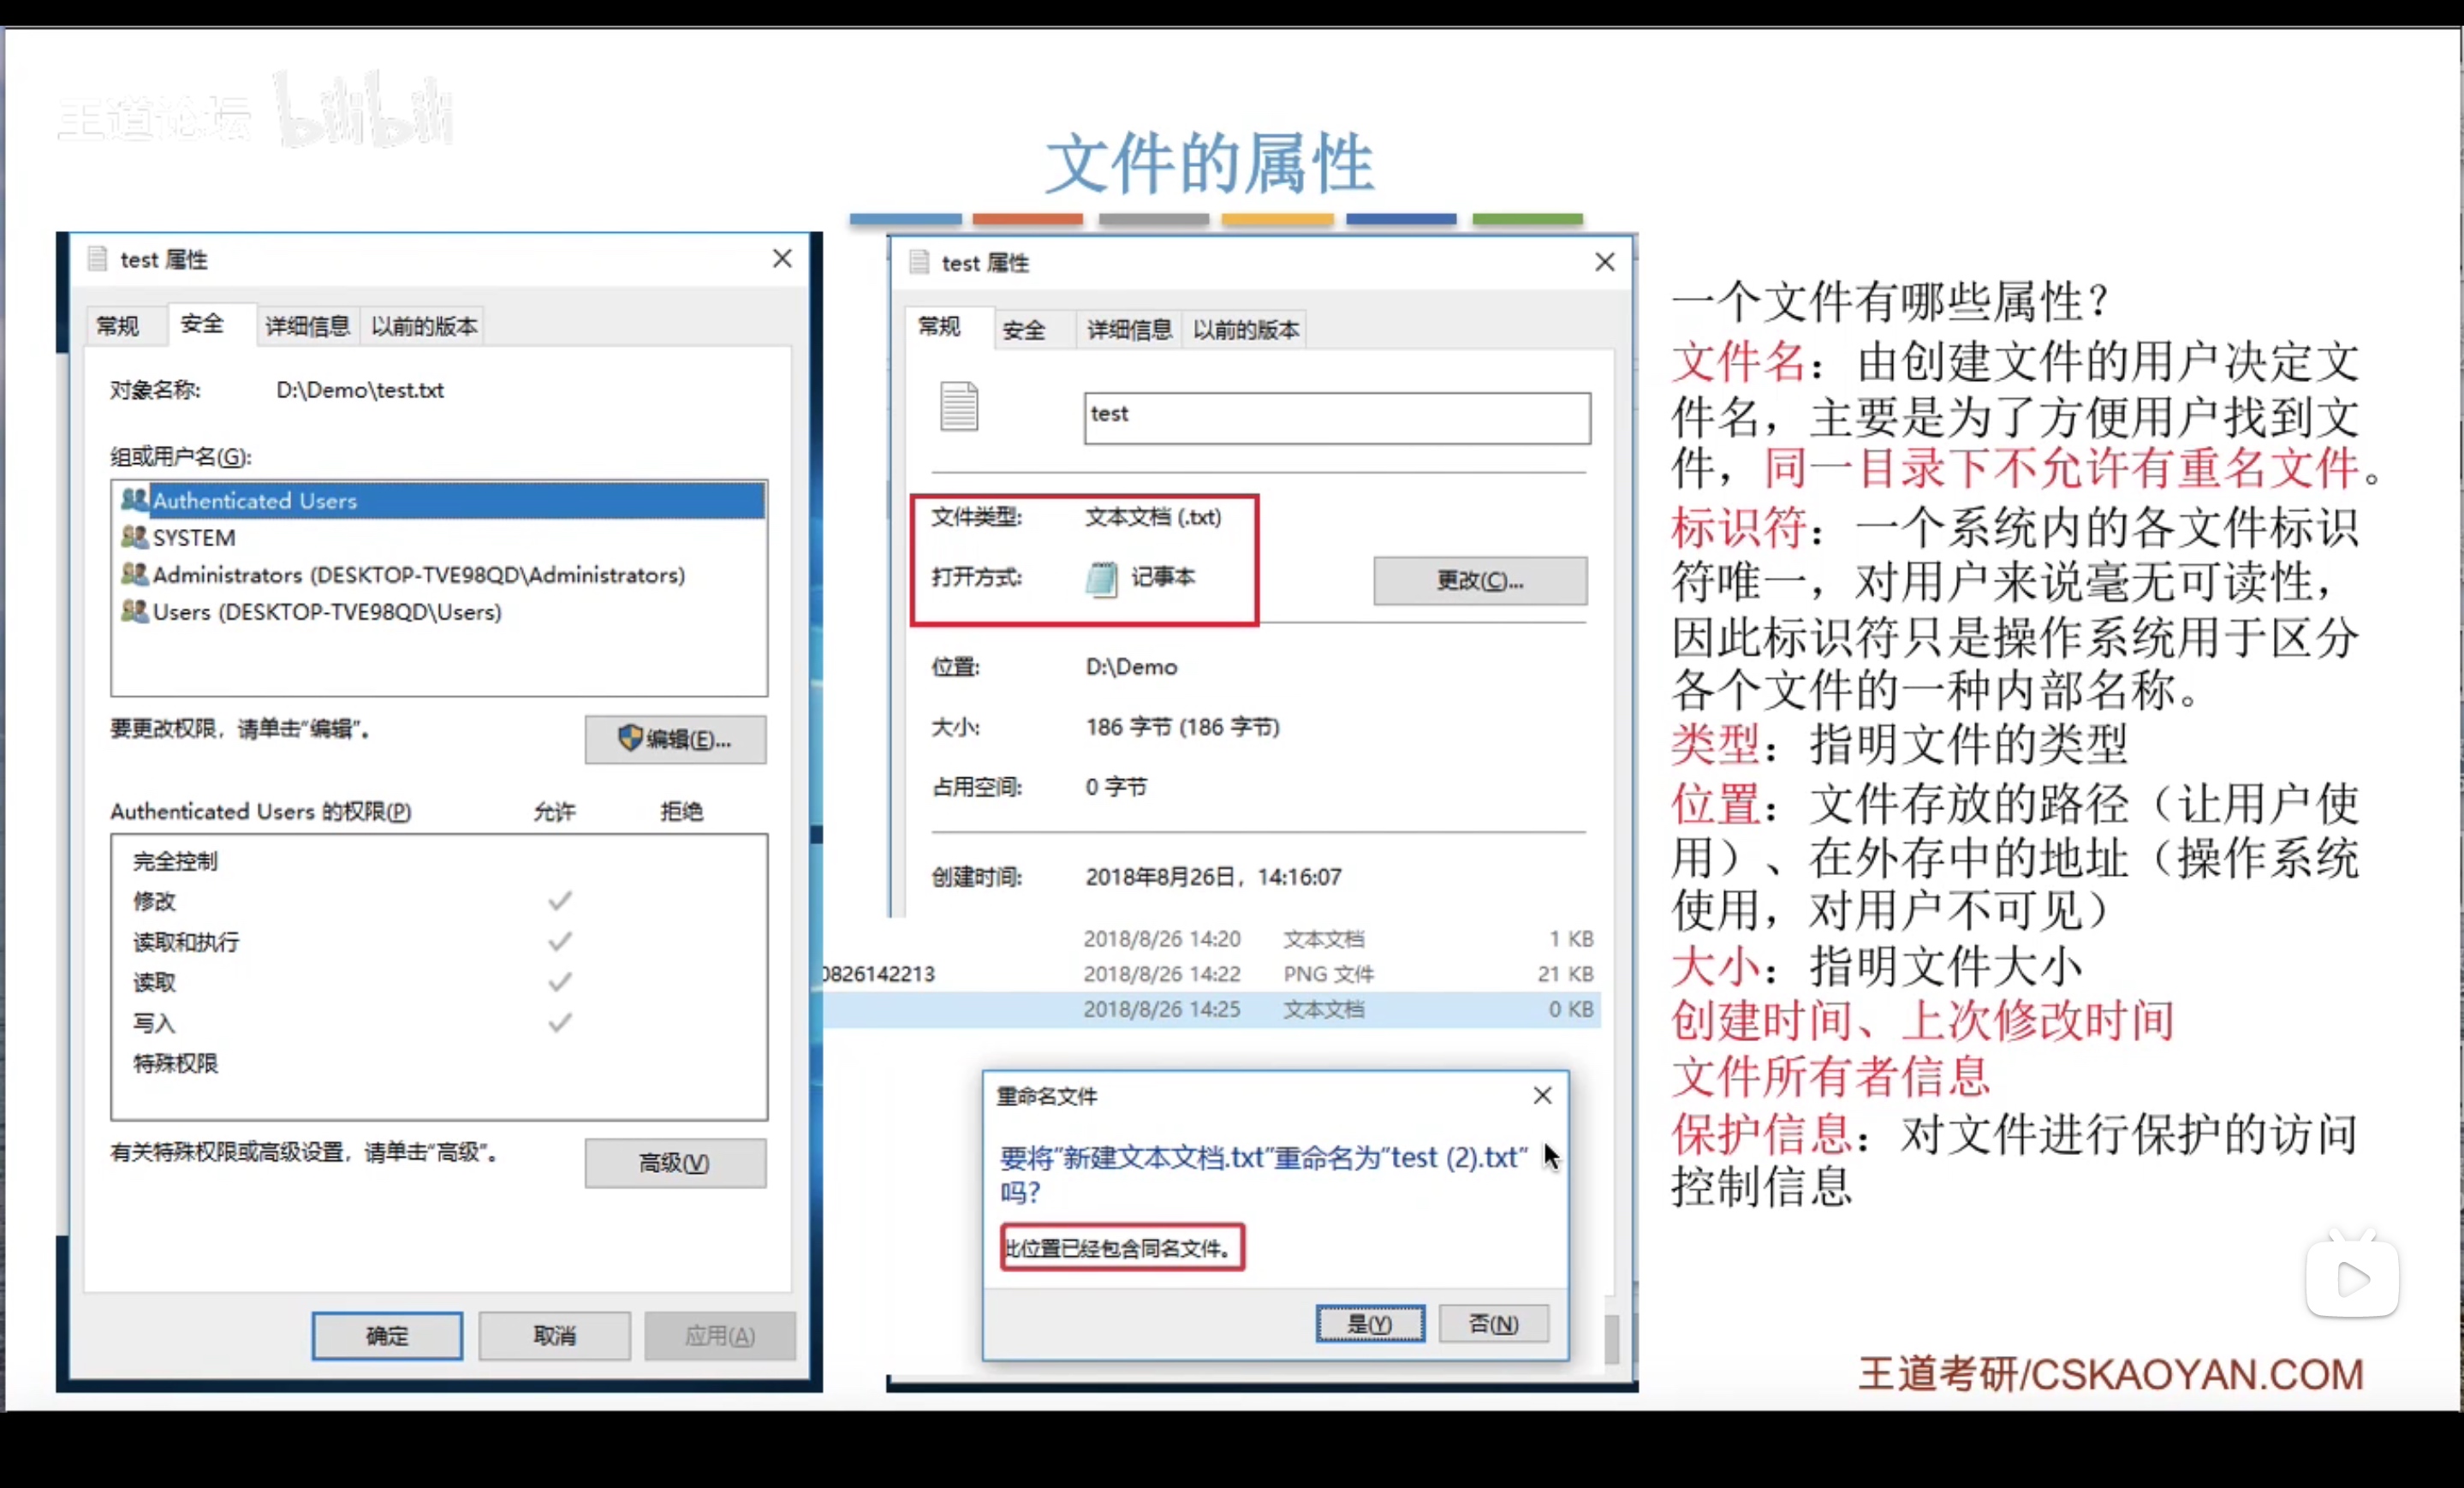 王道论坛 bilibili
文件的属性
test 属性
常规 安全 详细信息 以前的版本
对象名称: D:\Demo\test.txt
组或用户名(G):
Authenticated Users
SYSTEM
Administrators (DESKTOP-TVE98QD\Administrators)
Users (DESKTOP-TVE98QD\Users)
要更改权限，请单击"编辑"。
编辑(E)...
Authenticated Users 的权限(P) 允许 拒绝
完全控制
修改
读取和执行
读取
写入
特殊权限
有关特殊权限或高级设置，请单击"高级"。
高级(V)
确定 取消 应用(A)
test 属性
常规 安全 详细信息 以前的版本
test
文件类型: 文本文档 (.txt)
打开方式: 记事本
更改(C)...
位置: D:\Demo
大小: 186 字节 (186 字节)
占用空间: 0 字节
创建时间: 2018年8月26日，14:16:07
2018/8/26 14:20 文本文档 1 KB
0826142213 2018/8/26 14:22 PNG 文件 21 KB
2018/8/26 14:25 文本文档 0 KB
重命名文件
要将"新建文本文档.txt"重命名为"test (2).txt"
吗?
此位置已经包含同名文件。
是(Y) 否(N)
一个文件有哪些属性？
文件名：由创建文件的用户决定文
件名，主要是为了方便用户找到文
件，同一目录下不允许有重名文件。
标识符：一个系统内的各文件标识
符唯一，对用户来说毫无可读性，
因此标识符只是操作系统用于区分
各个文件的一种内部名称。
类型：指明文件的类型
位置：文件存放的路径（让用户使
用）、在外存中的地址（操作系统
使用，对用户不可见）
大小：指明文件大小
创建时间、上次修改时间
文件所有者信息
保护信息：对文件进行保护的访问
控制信息
王道考研/CSKAOYAN.COM